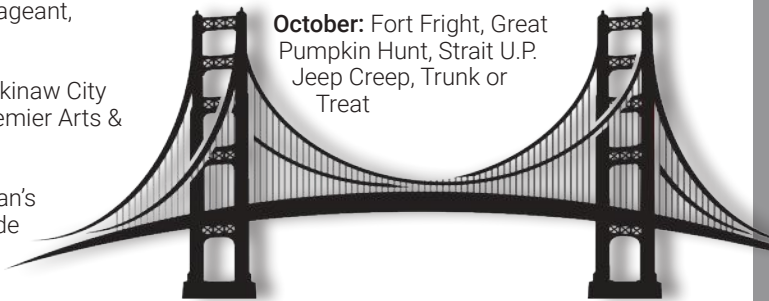 ageant,
kinaw City
emier Arts &
an's
de
October: Fort Fright, Great
Pumpkin Hunt, Strait U.P.
Jeep Creep, Trunk or
Treat